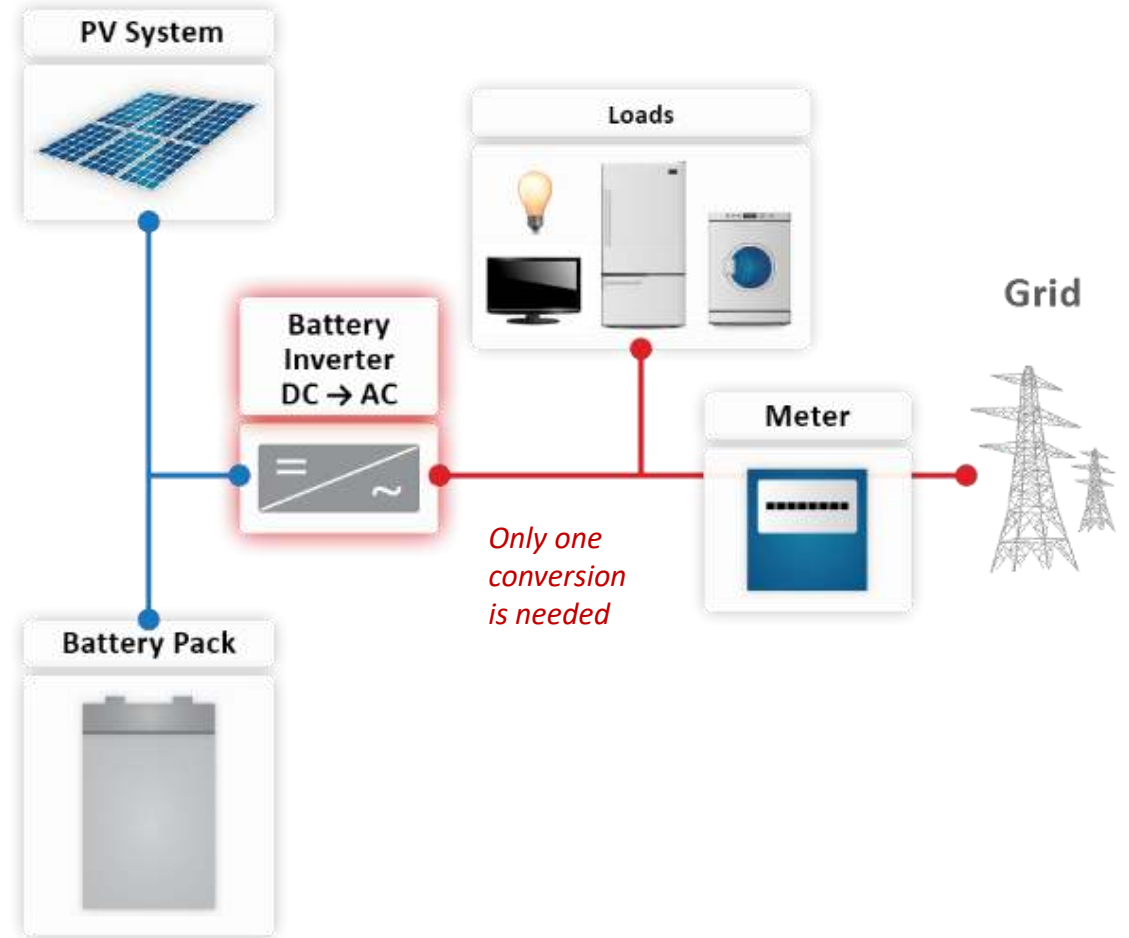 PV System
Loads
Grid
Battery
Inverter
DC → AC
Meter
Only one
conversion
is needed
Battery Pack